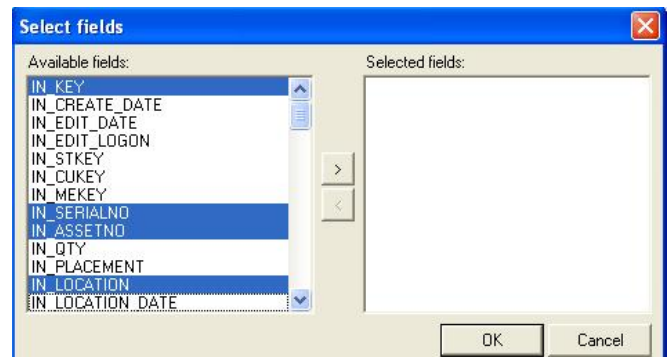 Select fields
Available fields:
Selected fields:
IN_KEY
IN_CREATE_DATE
IN_EDIT_DATE
IN_EDIT_LOGON
IN_STKEY
IN_CUKEY
IN_MEKEY
IN_SERIALNO
IN_ASSETNO
IN_QTY
IN_PLACEMENT
IN_LOCATION
IN_LOCATION_DATE
>
<
OK
Cancel